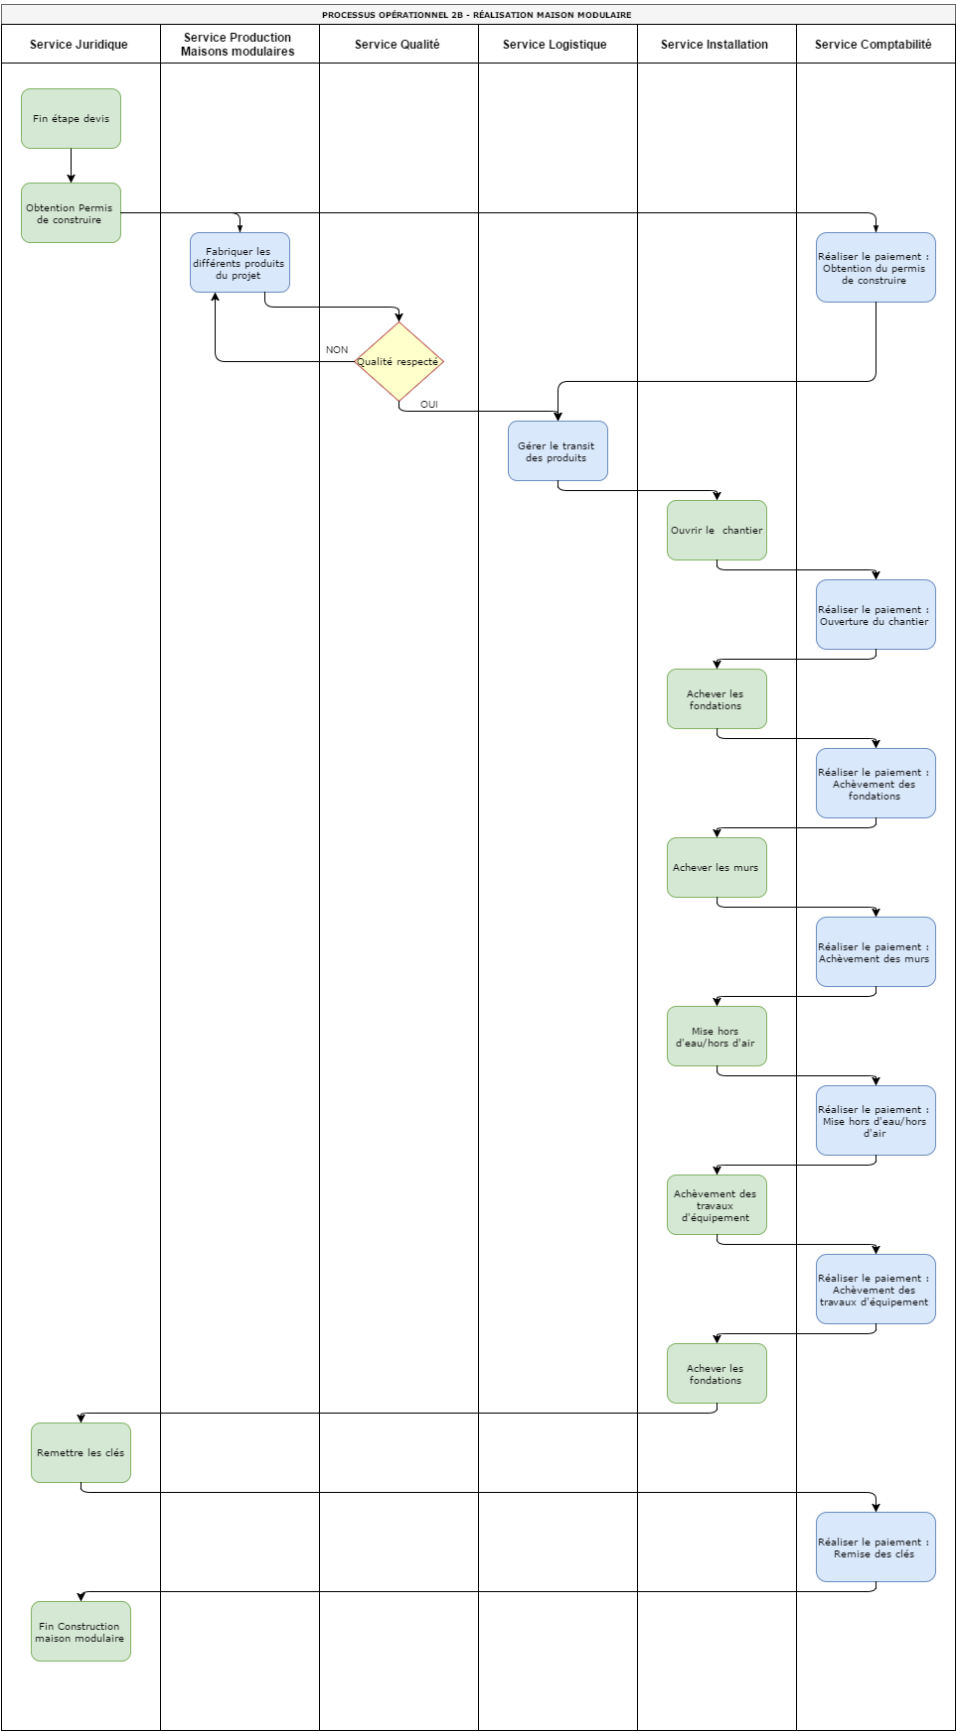 PROCESSUS OPÉRATIONNEL 2B - RÉALISATION MAISON MODULAIRE
Service Juridique
Service Production
Maisons modulaires
Service Qualité
Service Logistique
Service Installation
Service Comptabilité
Fin étape devis
Obtention Permis
de construire
Fabriquer les
différents produits
du projet
Réaliser le paiement :
Obtention du permis
de construire
NON
Qualité respecté
OUI
Gérer le transit
des produits
Ouvrir le chantier
Réaliser le paiement :
Ouverture du chantier
Achever les
fondations
Réaliser le paiement :
Achèvement des
fondations
Achever les murs
Réaliser le paiement :
Achèvement des murs
Mise hors
d'eau/hors d'air
Réaliser le paiement :
Mise hors d'eau/hors
d'air
Achèvement des
travaux
d'équipement
Réaliser le paiement :
Achèvement des
travaux d'équipement
Achever les
fondations
Remettre les clés
Réaliser le paiement :
Remise des clés
Fin Construction
maison modulaire